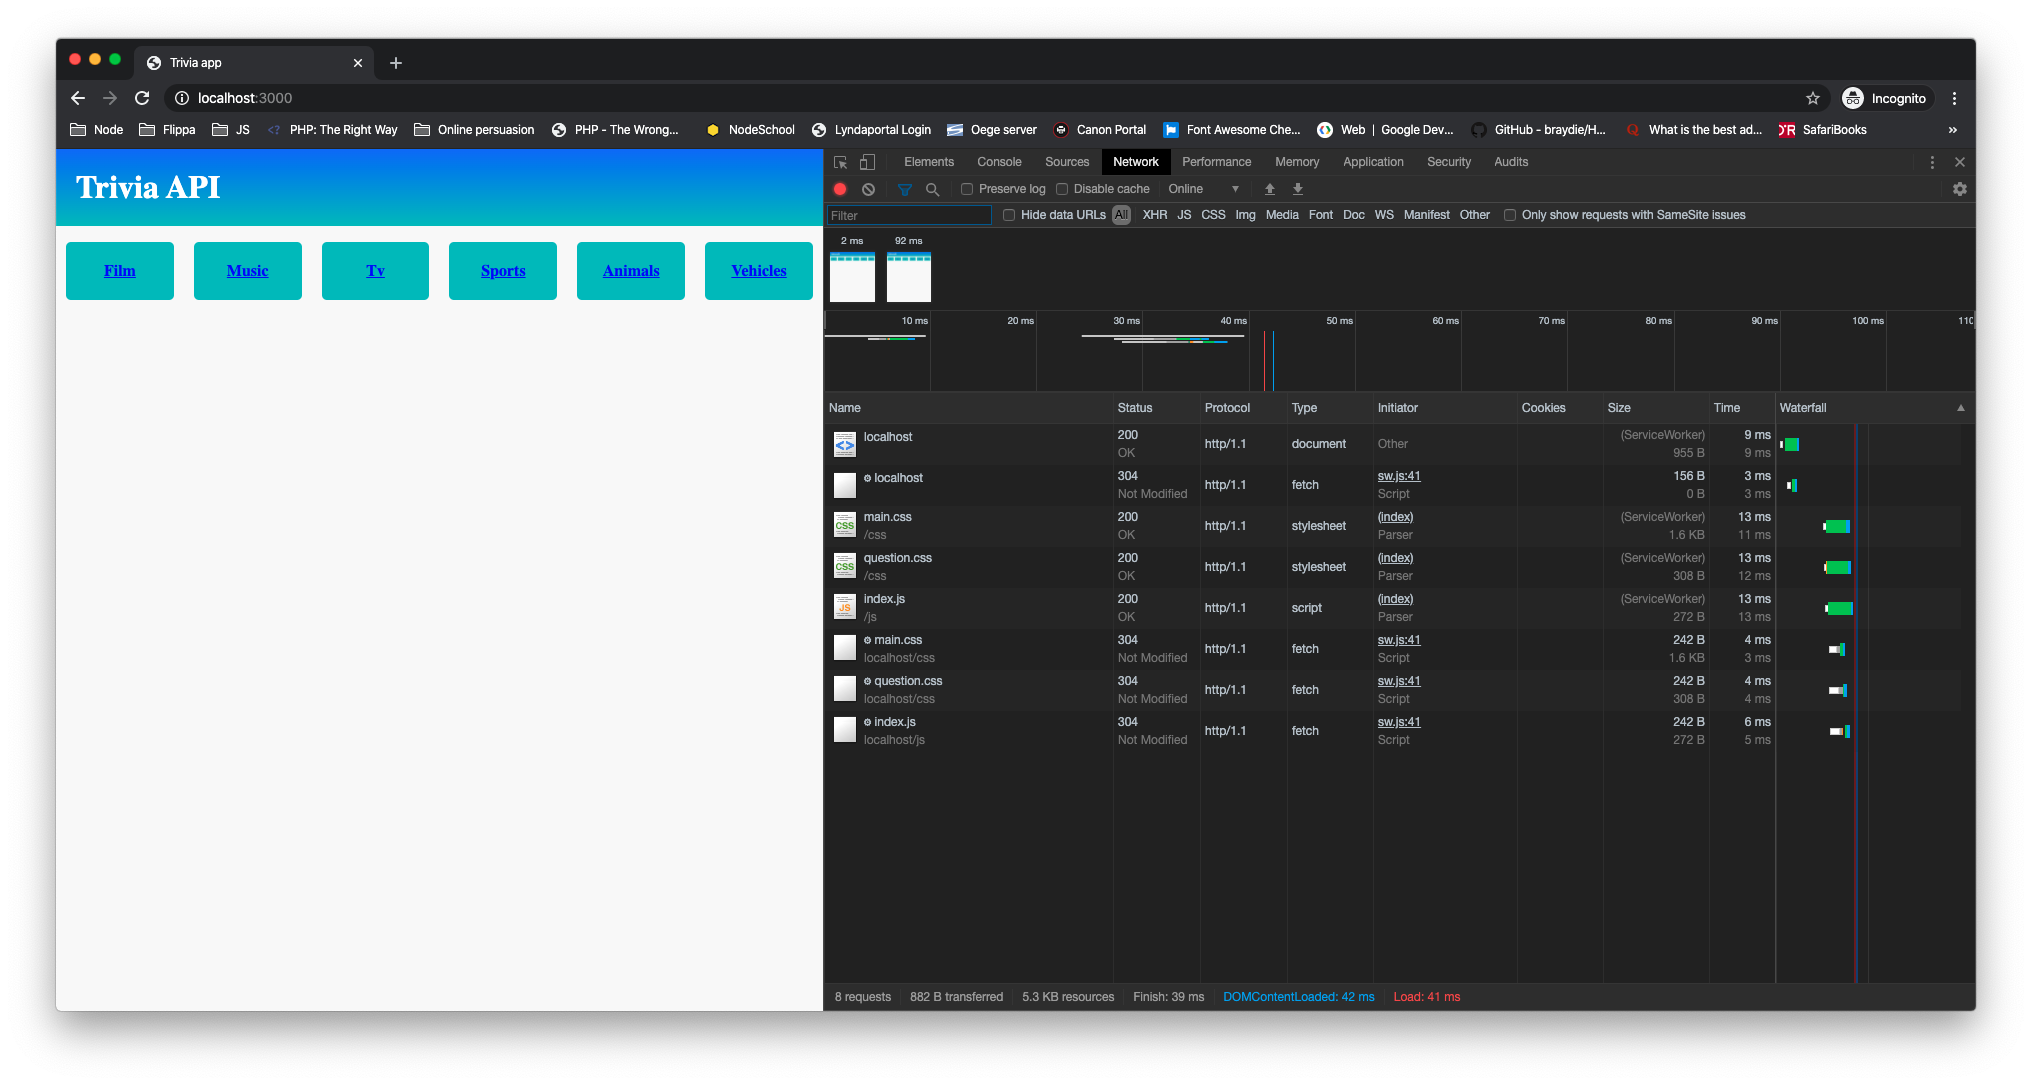 Trivia app
localhost:3000
Incognito
Node
Flippa
JS
<? PHP: The Right Way
Online persuasion
PHP - The Wrong...
NodeSchool
Lyndaportal Login
Oege server
Canon Portal
Font Awesome Che...
Web | Google Dev...
GitHub - braydie/H...
What is the best ad...
SafariBooks
»
Trivia API
Film
Music
Tv
Sports
Animals
Vehicles
Elements Console Sources Network Performance Memory Application Security Audits
Preserve log Disable cache Online
Filter Hide data URLs All XHR JS CSS Img Media Font Doc WS Manifest Other Only show requests with SameSite issues
2 ms 92 ms
10 ms 20 ms 30 ms 40 ms 50 ms 60 ms 70 ms 80 ms 90 ms 100 ms 110
Name Status Protocol Type Initiator Cookies Size Time Waterfall
localhost 200 OK http/1.1 document Other (ServiceWorker) 955 B 9 ms 9 ms
localhost 304 Not Modified http/1.1 fetch sw.js:41 Script 156 B 0 B 3 ms 3 ms
main.css /css 200 OK http/1.1 stylesheet (index) Parser (ServiceWorker) 1.6 KB 13 ms 11 ms
question.css /css 200 OK http/1.1 stylesheet (index) Parser (ServiceWorker) 308 B 13 ms 12 ms
index.js /js 200 OK http/1.1 script (index) Parser (ServiceWorker) 272 B 13 ms 13 ms
main.css localhost/css 304 Not Modified http/1.1 fetch sw.js:41 Script 242 B 1.6 KB 4 ms 3 ms
question.css localhost/css 304 Not Modified http/1.1 fetch sw.js:41 Script 242 B 308 B 4 ms 4 ms
index.js localhost/js 304 Not Modified http/1.1 fetch sw.js:41 Script 242 B 272 B 6 ms 5 ms
8 requests 882 B transferred 5.3 KB resources Finish: 39 ms DOMContentLoaded: 42 ms Load: 41 ms